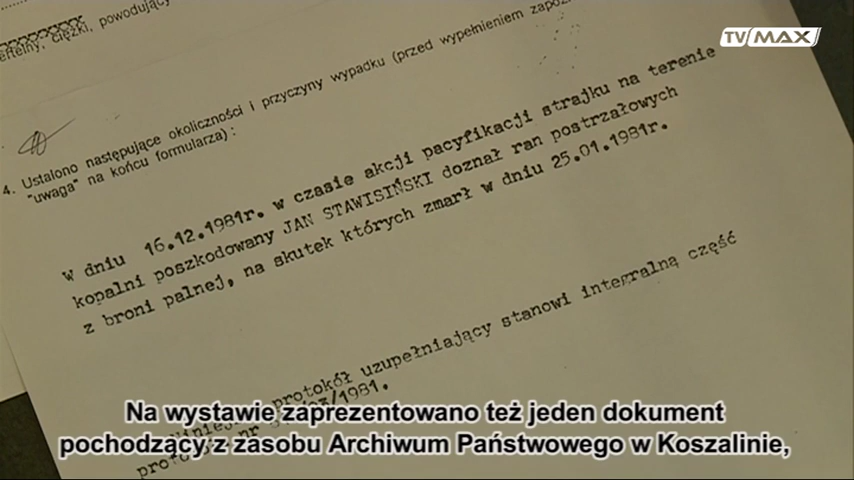 TV MAX
ciężki, powodujący
4. Ustalono następujące okoliczności i przyczyny wypadku (przed wypełnieniem
"uwaga" na końcu formularza) :
W dniu 16.12.1981r. w czasie akcji pacyfikacji strajku na terenie
kopalni poszkodowany JAN STAWISIŃSKI doznał ran postrzałowych
z broni palnej, na skutek których zmarł w dniu 25.01.1981r.
protokół uzupełniający stanowi integralną część
Na wystawie zaprezentowano też jeden dokument
pochodzący z zasobu Archiwum Państwowego w Koszalinie,